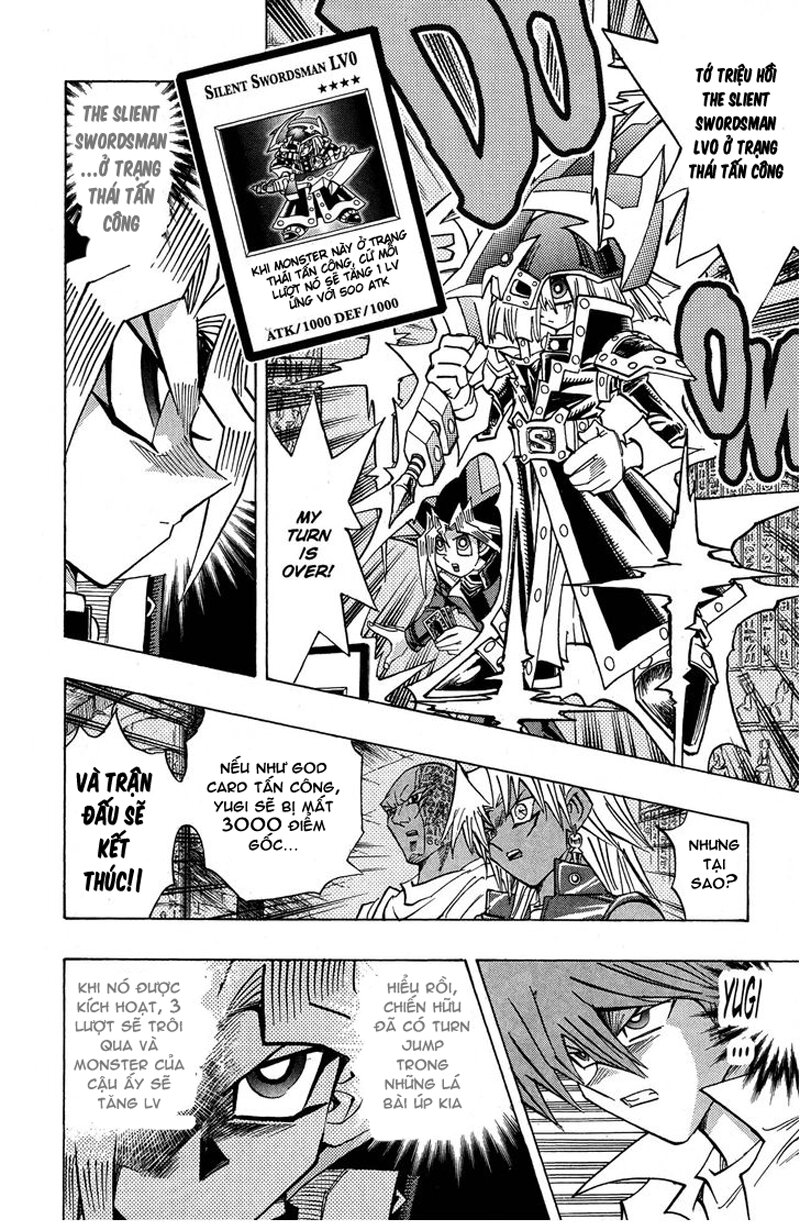 DO
ON
TỚ TRIỆU HỒI
THE SLIENT
SWORDSMAN
LV0 Ở TRẠNG
THÁI TẤN CÔNG
SILENT SWORDSMAN LV0
★★★★
KHI MONSTER NÀY Ở TRẠNG
THÁI TẤN CÔNG, CỨ MỖI
LƯỢT NÓ SẼ TĂNG 1 LV
ỨNG VỚI 500 ATK
ATK/1000 DEF/1000
S
MY
TURN IS
OVER!
THE SLIENT
SWORDSMAN
...Ở TRẠNG
THÁI TẤN
CÔNG
NHƯNG
TẠI
SAO?
NẾU NHƯ GOD
CARD TẤN CÔNG,
YUGI SẼ BỊ MẤT
3000 ĐIỂM
GỐC...
VÀ TRẬN
ĐẤU SẼ
KẾT
THÚC!!
YUGI
...
HIỂU RỒI,
CHIẾN HỮU
ĐÃ CÓ TURN
JUMP
TRONG
NHỮNG LÁ
BÀI ÚP KIA
KHI NÓ ĐƯỢC
KÍCH HOẠT, 3
LƯỢT SẼ TRÔI
QUA VÀ
MONSTER CỦA
CẬU ẤY SẼ
TĂNG LV